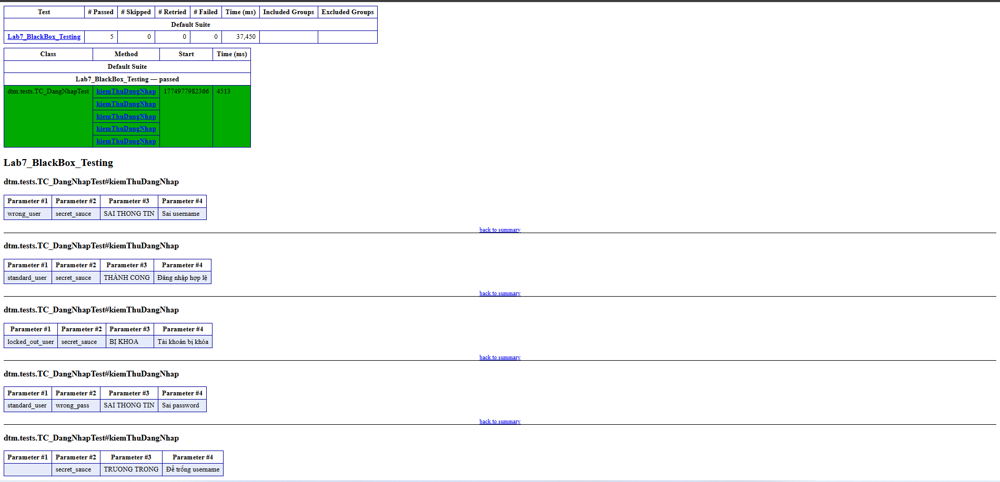 Test # Passed # Skipped # Retried # Failed Time (ms) Included Groups Excluded Groups
Default Suite
Lab7_BlackBox_Testing 5 0 0 0 37,450
Class Method Start Time (ms)
Default Suite
Lab7_BlackBox_Testing — passed
dtm.tests.TC_DangNhapTest kiemThuDangNhap 1774977982366 4513
kiemThuDangNhap
kiemThuDangNhap
kiemThuDangNhap
kiemThuDangNhap
Lab7_BlackBox_Testing
dtm.tests.TC_DangNhapTest#kiemThuDangNhap
Parameter #1 Parameter #2 Parameter #3 Parameter #4
wrong_user secret_sauce SAI THONG TIN Sai username
back to summary
dtm.tests.TC_DangNhapTest#kiemThuDangNhap
Parameter #1 Parameter #2 Parameter #3 Parameter #4
standard_user secret_sauce THÀNH CONG Đăng nhập hợp lệ
back to summary
dtm.tests.TC_DangNhapTest#kiemThuDangNhap
Parameter #1 Parameter #2 Parameter #3 Parameter #4
locked_out_user secret_sauce BỊ KHOA Tài khoản bị khóa
back to summary
dtm.tests.TC_DangNhapTest#kiemThuDangNhap
Parameter #1 Parameter #2 Parameter #3 Parameter #4
standard_user wrong_pass SAI THONG TIN Sai password
back to summary
dtm.tests.TC_DangNhapTest#kiemThuDangNhap
Parameter #1 Parameter #2 Parameter #3 Parameter #4
secret_sauce TRUONG TRONG Để trống username